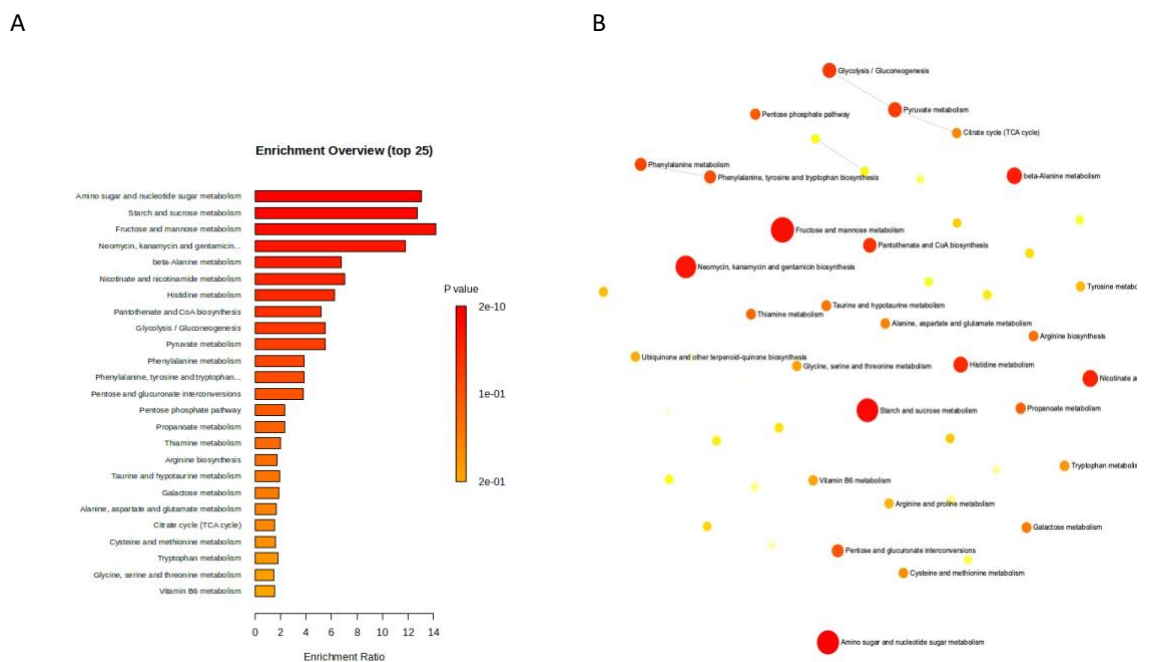 A
B
Enrichment Overview (top 25)
Amino sugar and nucleotide sugar metabolism
Starch and sucrose metabolism
Fructose and mannose metabolism
Neomycin, kanamycin and gentamicin...
beta-Alanine metabolism
Nicotinate and nicotinamide metabolism
Histidine metabolism
Pantothenate and CoA biosynthesis
Glycolysis / Gluconeogenesis
Pyruvate metabolism
Phenylalanine metabolism
Phenylalanine, tyrosine and tryptophan...
Pentose and glucuronate interconversions
Pentose phosphate pathway
Propanoate metabolism
Thiamine metabolism
Arginine biosynthesis
Taurine and hypotaurine metabolism
Galactose metabolism
Alanine, aspartate and glutamate metabolism
Citrate cycle (TCA cycle)
Cysteine and methionine metabolism
Tryptophan metabolism
Glycine, serine and threonine metabolism
Vitamin B6 metabolism
0 2 4 6 8 10 12 14
Enrichment Ratio
P value
2e-10
1e-01
2e-01
Glycolysis / Gluconeogenesis
Pyruvate metabolism
Pentose phosphate pathway
Citrate cycle (TCA cycle)
Phenylalanine metabolism
Phenylalanine, tyrosine and tryptophan biosynthesis
beta-Alanine metabolism
Fructose and mannose metabolism
Pantothenate and CoA biosynthesis
Neomycin, kanamycin and gentamicin biosynthesis
Tyrosine metabc
Taurine and hypotaurine metabolism
Thiamine metabolism
Alanine, aspartate and glutamate metabolism
Arginine biosynthesis
Ubiquinone and other terpenoid-quinone biosynthesis
Glycine, serine and threonine metabolism
Histidine metabolism
Nicotinate a
Starch and sucrose metabolism
Propanoate metabolism
Tryptophan metabolis
Vitamin B6 metabolism
Arginine and proline metabolism
Galactose metabolism
Pentose and glucuronate interconversions
Cysteine and methionine metabolism
Amino sugar and nucleotide sugar metabolism